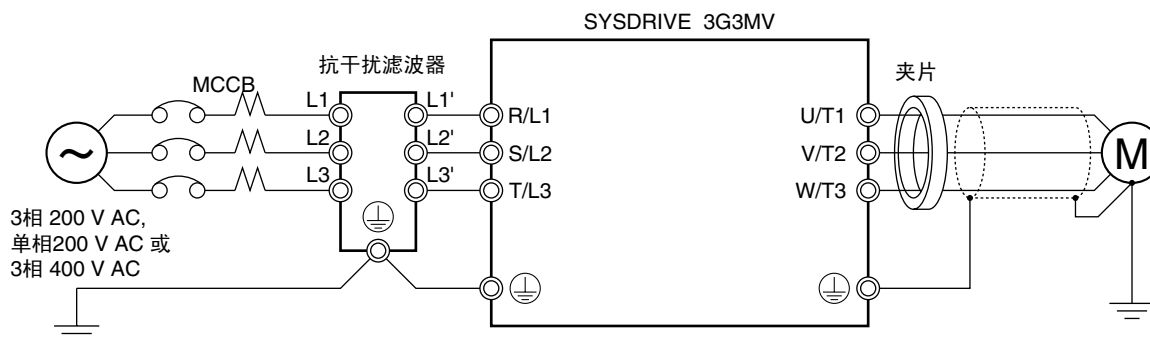 SYSDRIVE 3G3MV
抗干扰滤波器
夹片
MCCB
L1
L1'
R/L1
U/T1
L2
L2'
S/L2
V/T2
M
L3
L3'
T/L3
W/T3
3相 200 V AC,
单相200 V AC 或
3相 400 V AC